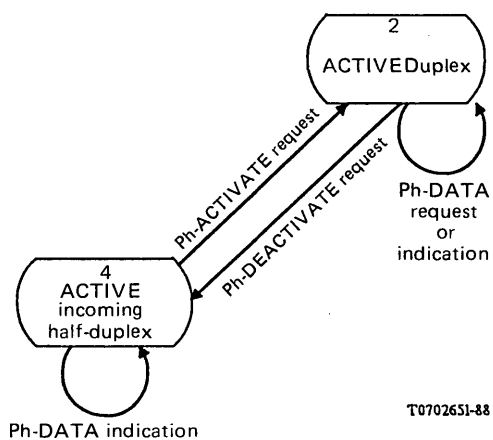 2
ACTIVEDuplex
Ph-ACTIVATE request
Ph-DEACTIVATE request
Ph-DATA
request
or
indication
4
ACTIVE
incoming
half-duplex
Ph-DATA indication
T0702651-88